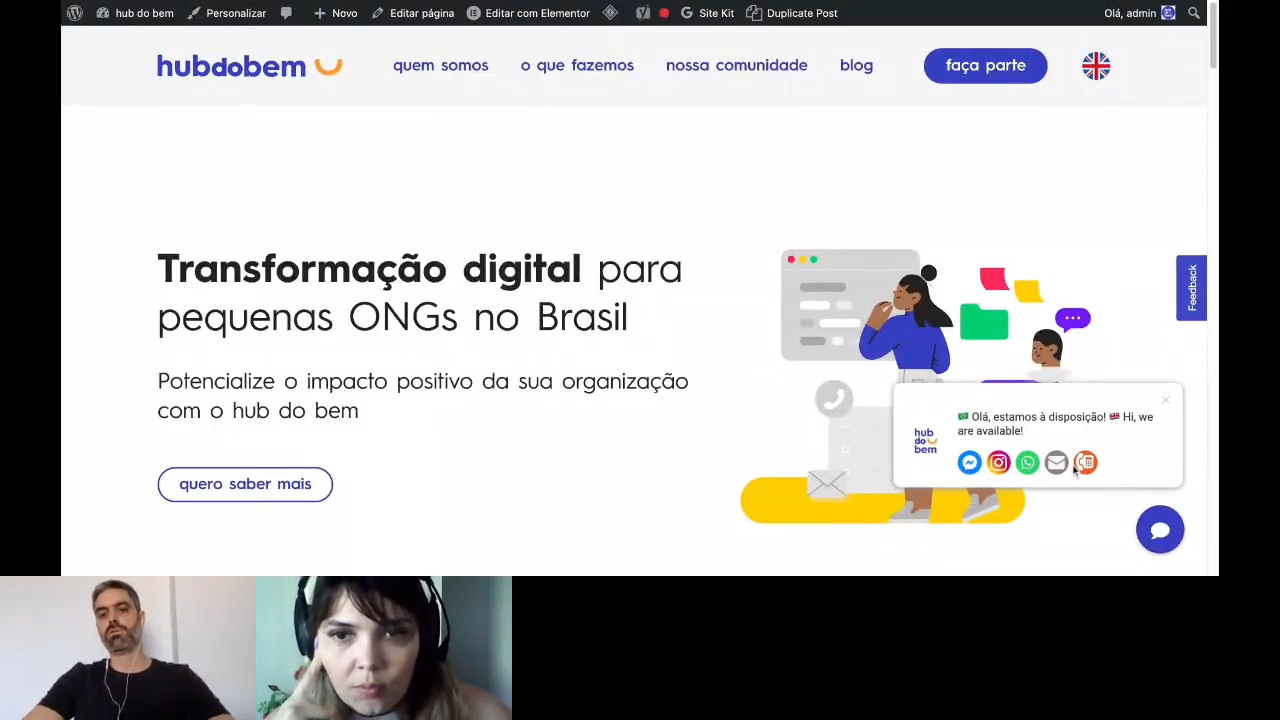 hub do bem Personalizar Novo Editar página Editar com Elementor Site Kit Duplicate Post Olá, admin
hubdobem quem somos o que fazemos nossa comunidade blog faça parte
Transformação digital para
pequenas ONGs no Brasil
Potencialize o impacto positivo da sua organização
com o hub do bem
quero saber mais
Feedback
Olá, estamos à disposição! Hi, we
are available!
hub
do
bem